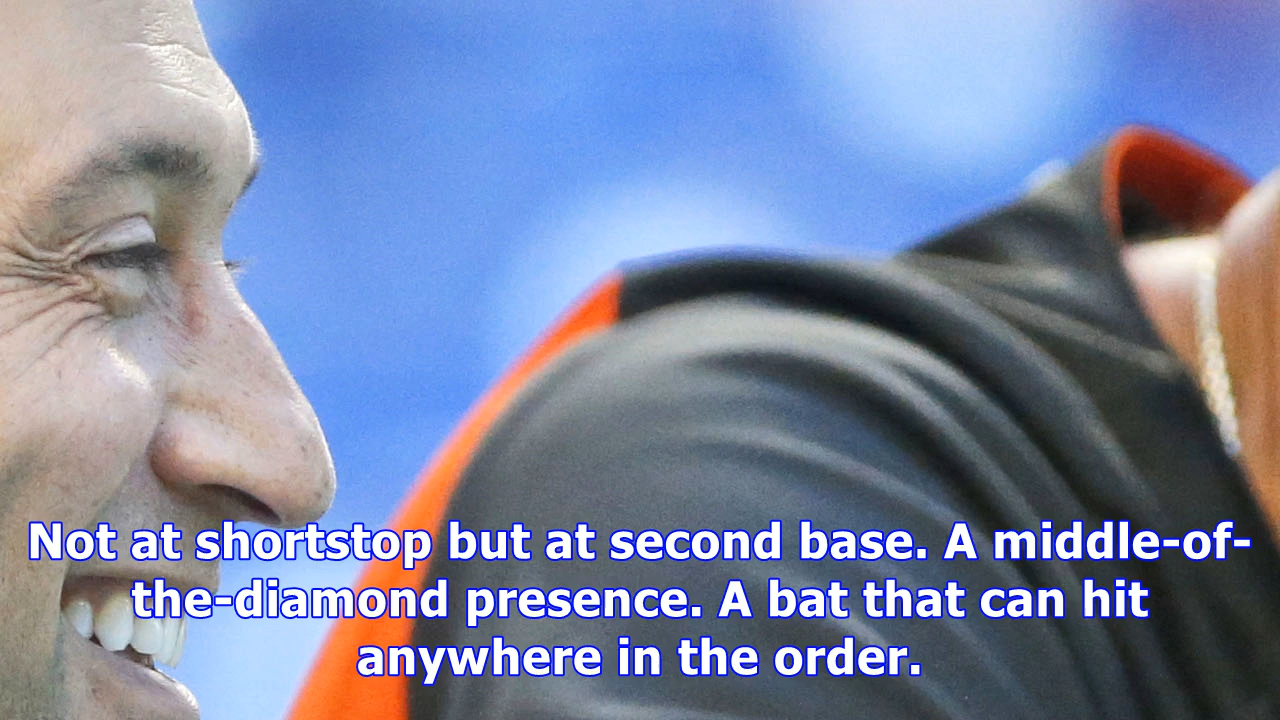 Not at shortstop but at second base. A middle-of-
the-diamond presence. A bat that can hit
anywhere in the order.